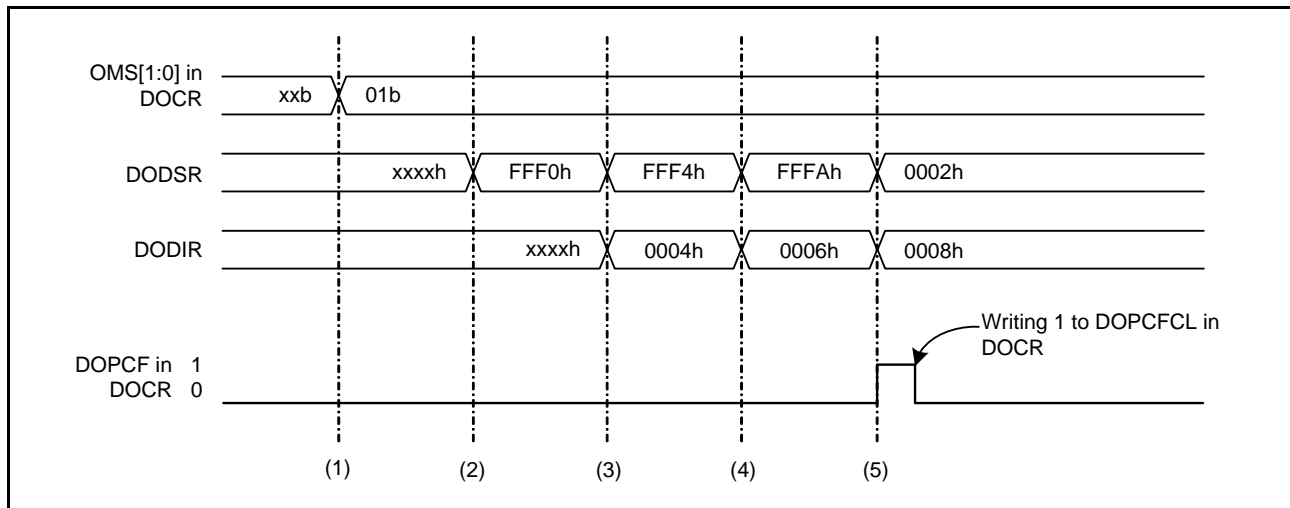 OMS[1:0] in
DOCR
xxb
01b
DODSR
xxxxh
FFF0h
FFF4h
FFFAh
0002h
DODIR
xxxxh
0004h
0006h
0008h
Writing 1 to DOPCFCL in
DOCR
DOPCF in 1
DOCR 0
(1)
(2)
(3)
(4)
(5)